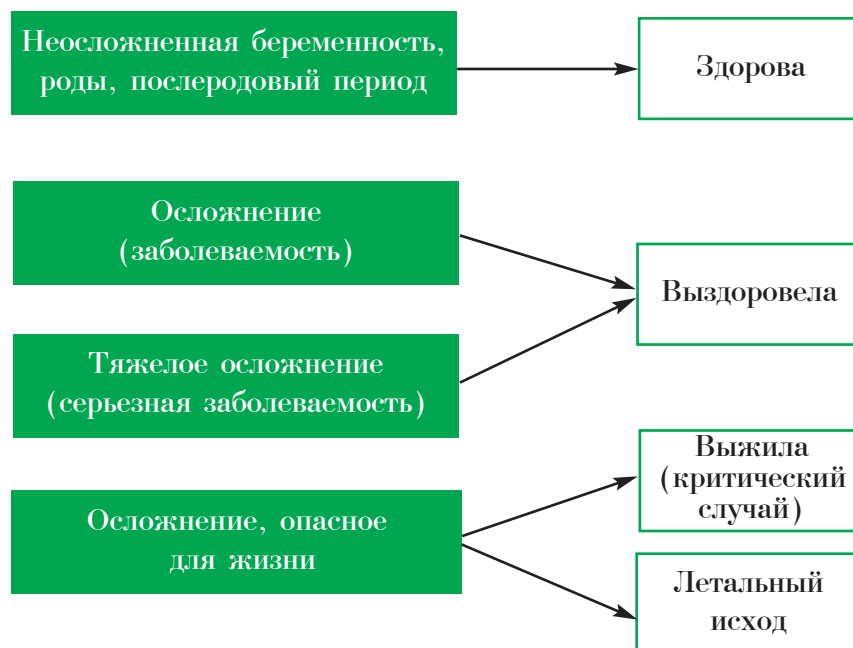 Неосложненная беременность,
роды, послеродовый период
Здорова
Осложнение
(заболеваемость)
Выздоровела
Тяжелое осложнение
(серьезная заболеваемость)
Выжила
(критический
случай)
Осложнение, опасное
для жизни
Летальный
исход